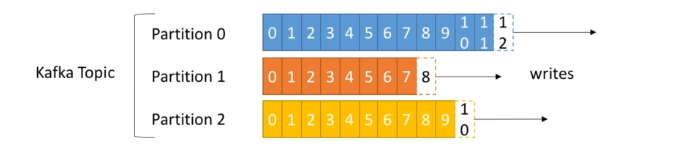 Kafka Topic
Partition 0
0 1 2 3 4 5 6 7 8 9 10 11 12
Partition 1
0 1 2 3 4 5 6 7 8
writes
Partition 2
0 1 2 3 4 5 6 7 8 9 10